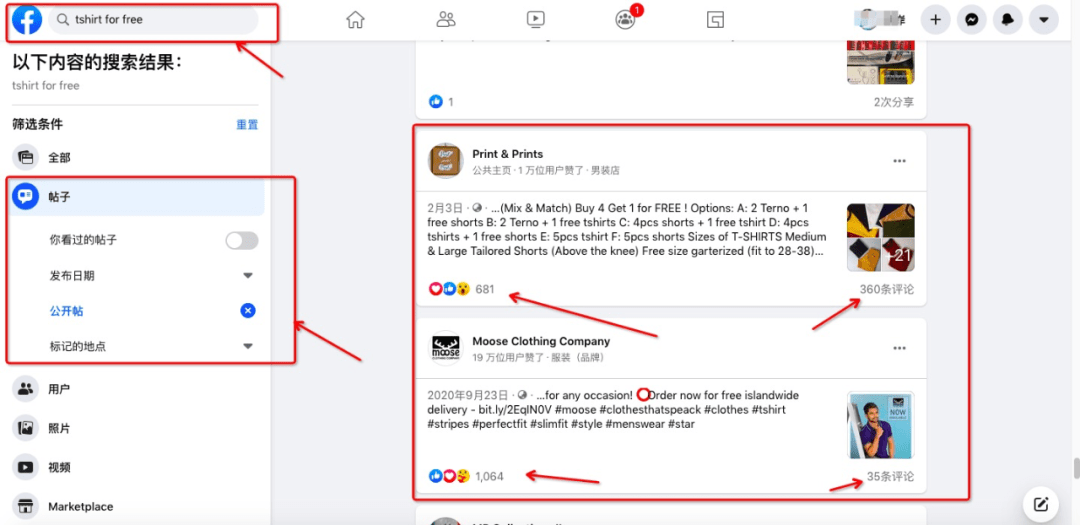 tshirt for free
1
以下内容的搜索结果：
tshirt for free
筛选条件
重置
全部
帖子
你看过的帖子
发布日期
公开帖
标记的地点
用户
照片
视频
Marketplace
1
2次分享
Print & Prints
公共主页 · 1 万位用户赞了 · 男装店
2月3日 · ...(Mix & Match) Buy 4 Get 1 for FREE ! Options: A: 2 Terno + 1
free shorts B: 2 Terno + 1 free tshirts C: 4pcs shorts + 1 free tshirt D: 4pcs
tshirts + 1 free shorts E: 5pcs tshirt F: 5pcs shorts Sizes of T-SHIRTS Medium
& Large Tailored Shorts (Above the knee) Free size garterized (fit to 28-38)...
+21
681
360条评论
Moose Clothing Company
moose
19 万位用户赞了 · 服装（品牌）
2020年9月23日 · ...for any occasion! ⭕Order now for free islandwide
delivery - bit.ly/2EqlN0V #moose #clothesthatspeack #clothes #tshirt
#stripes #perfectfit #slimfit #style #menswear #star
NOW
1,064
35条评论